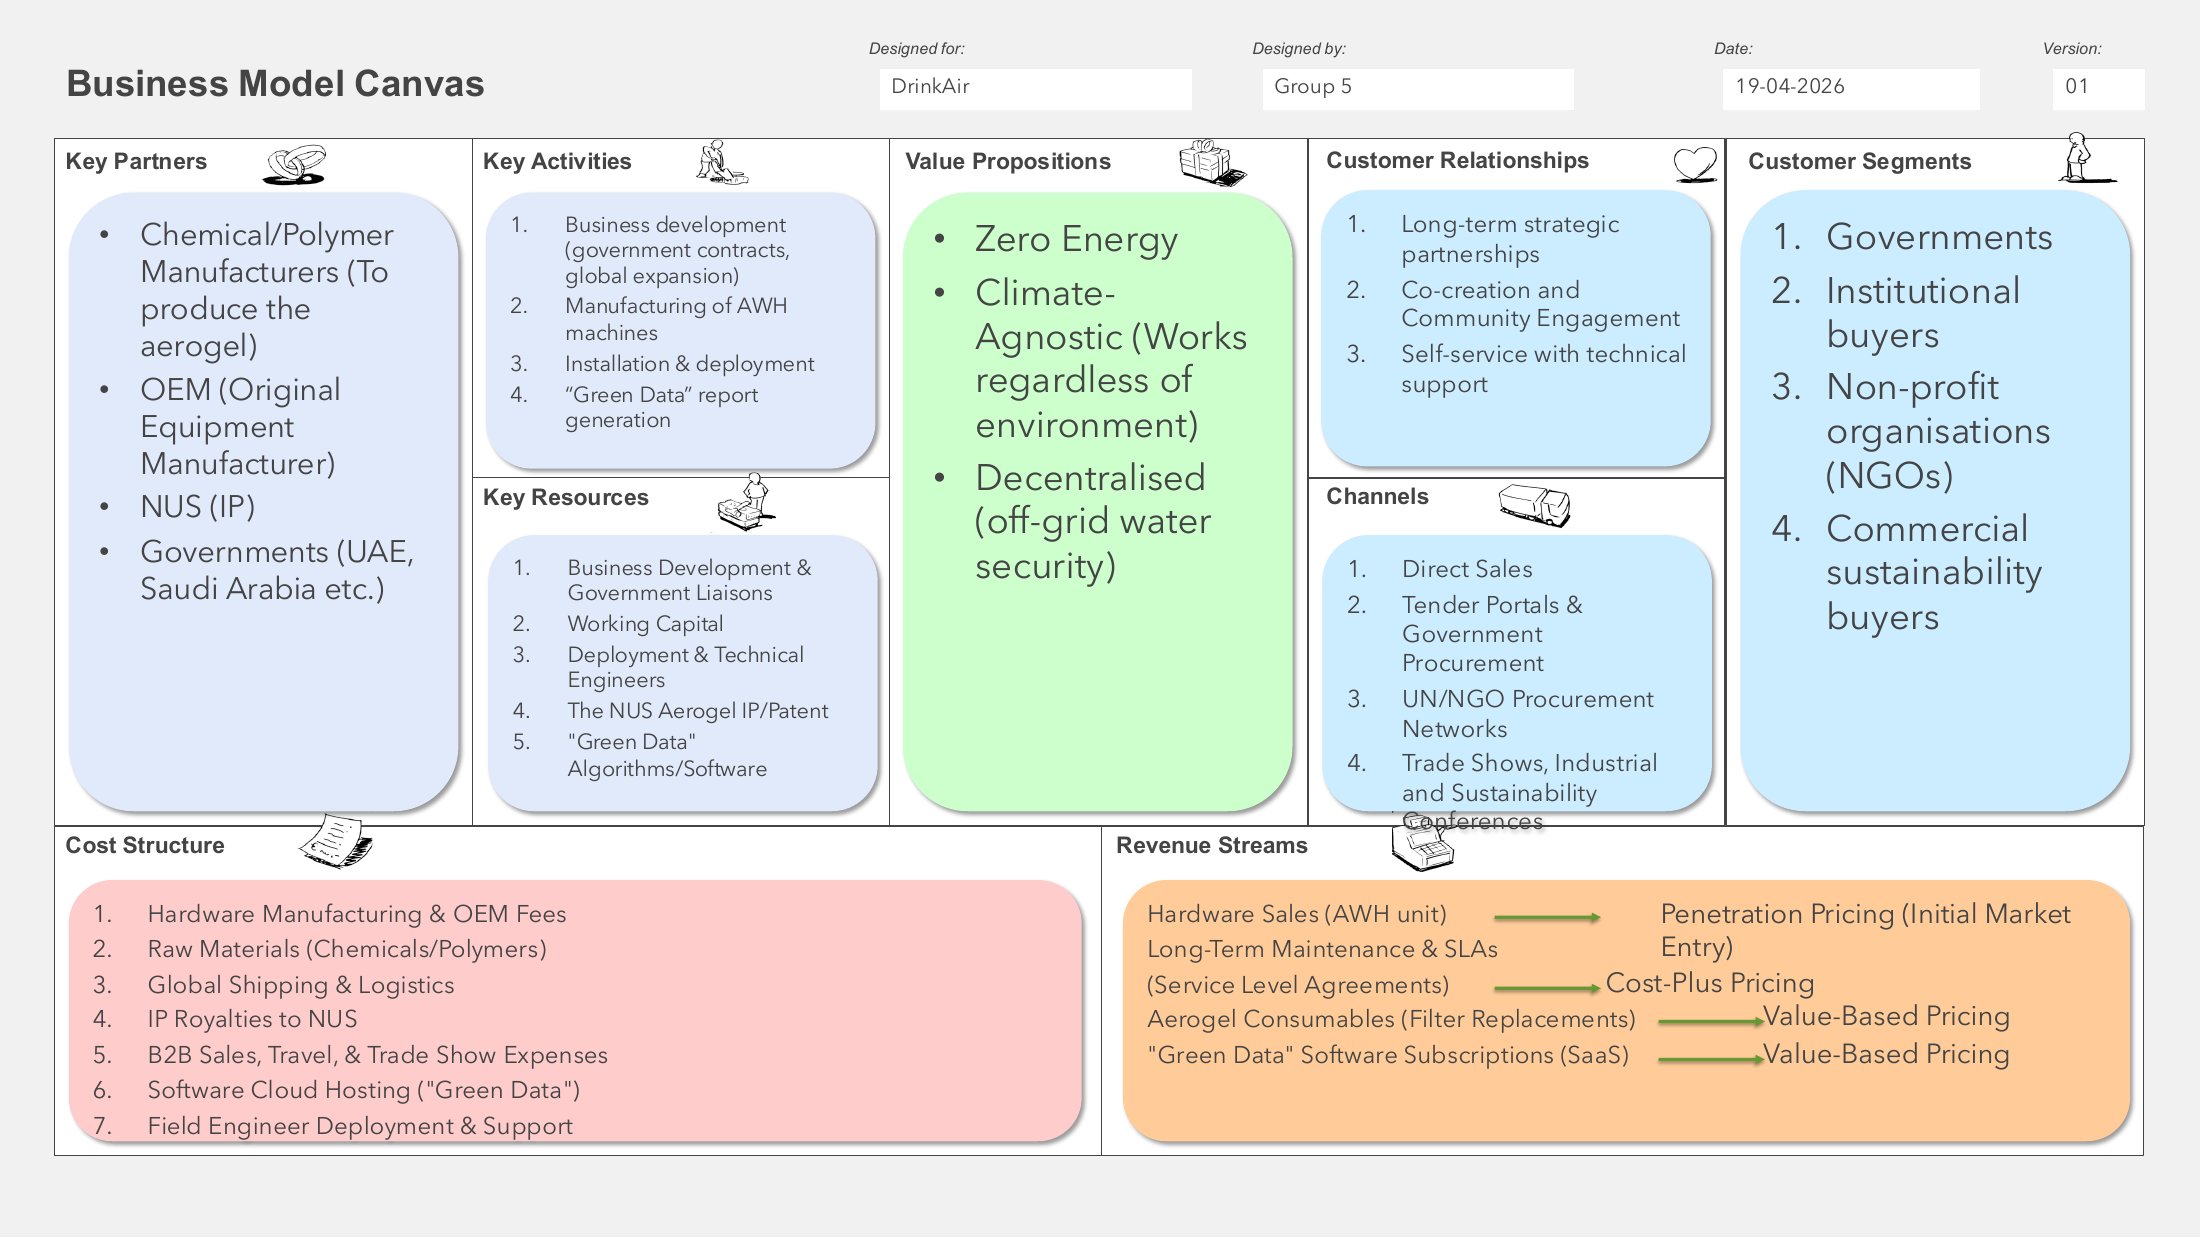 Designed for:
Designed by:
Date:
Version:
Business Model Canvas
DrinkAir
Group 5
19-04-2026
01
Key Partners
• Chemical/Polymer
Manufacturers (To
produce the
aerogel)
• OEM (Original
Equipment
Manufacturer)
• NUS (IP)
• Governments (UAE,
Saudi Arabia etc.)
Key Activities
1. Business development
(government contracts,
global expansion)
2. Manufacturing of AWH
machines
3. Installation & deployment
4. “Green Data” report
generation
Key Resources
1. Business Development &
Government Liaisons
2. Working Capital
3. Deployment & Technical
Engineers
4. The NUS Aerogel IP/Patent
5. "Green Data"
Algorithms/Software
Value Propositions
• Zero Energy
• Climate-
Agnostic (Works
regardless of
environment)
• Decentralised
(off-grid water
security)
Customer Relationships
1. Long-term strategic
partnerships
2. Co-creation and
Community Engagement
3. Self-service with technical
support
Channels
1. Direct Sales
2. Tender Portals &
Government
Procurement
3. UN/NGO Procurement
Networks
4. Trade Shows, Industrial
and Sustainability
Conferences
Customer Segments
1. Governments
2. Institutional
buyers
3. Non-profit
organisations
(NGOs)
4. Commercial
sustainability
buyers
Cost Structure
1. Hardware Manufacturing & OEM Fees
2. Raw Materials (Chemicals/Polymers)
3. Global Shipping & Logistics
4. IP Royalties to NUS
5. B2B Sales, Travel, & Trade Show Expenses
6. Software Cloud Hosting ("Green Data")
7. Field Engineer Deployment & Support
Revenue Streams
Hardware Sales (AWH unit)
Penetration Pricing (Initial Market
Entry)
Long-Term Maintenance & SLAs
(Service Level Agreements)
Cost-Plus Pricing
Aerogel Consumables (Filter Replacements)
Value-Based Pricing
"Green Data" Software Subscriptions (SaaS)
Value-Based Pricing